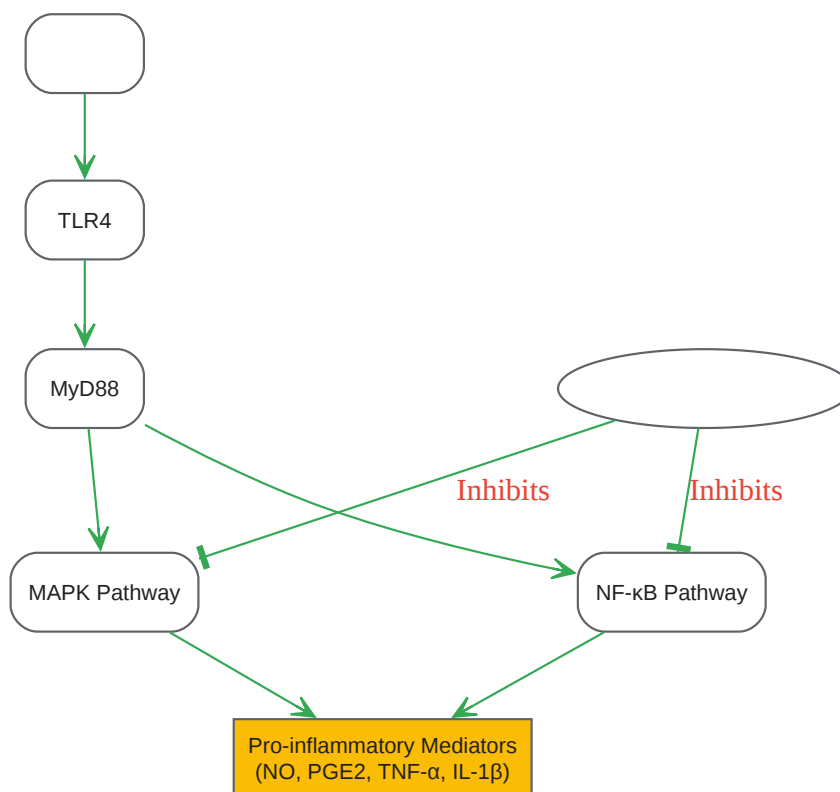 TLR4
MyD88
Inhibits
Inhibits
MAPK Pathway
NF-κB Pathway
Pro-inflammatory Mediators
(NO, PGE2, TNF-α, IL-1β)